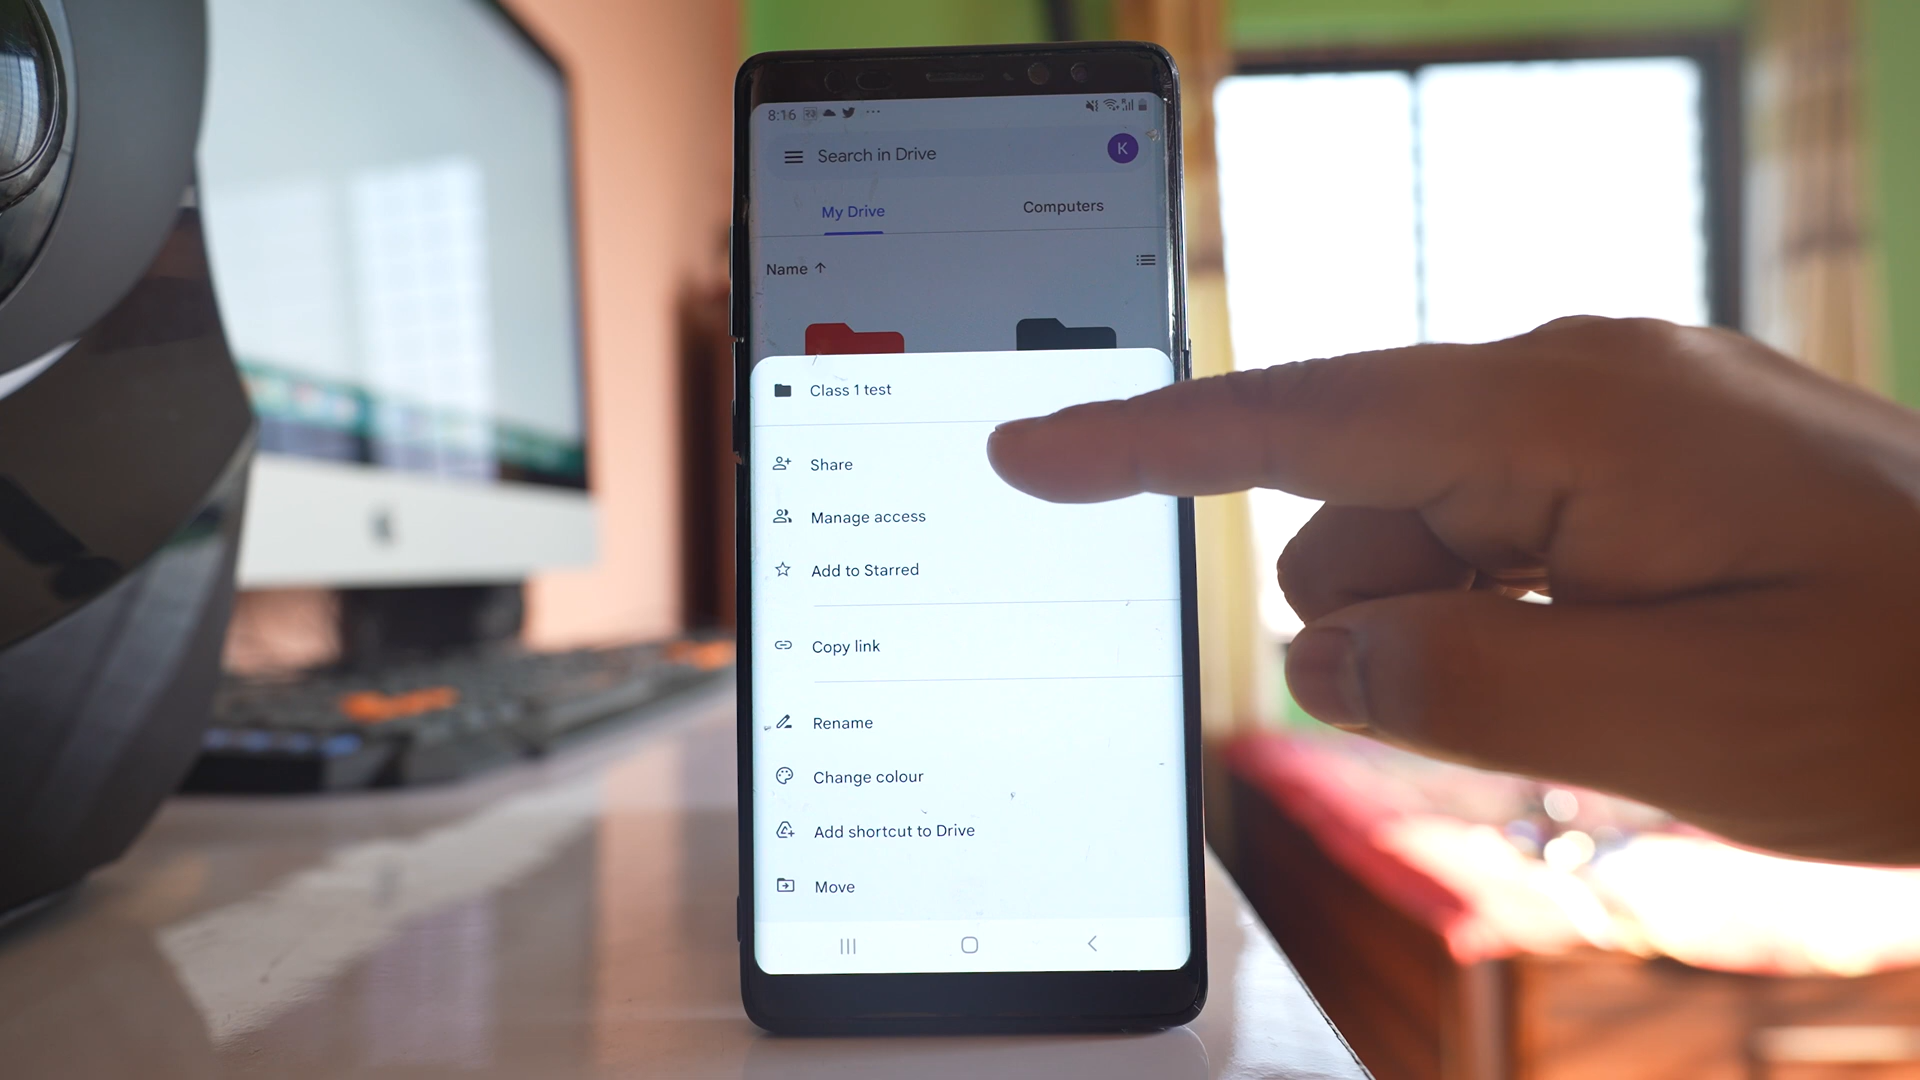 8:16
Search in Drive
K
My Drive
Computers
Name
Class 1 test
Share
Manage access
Add to Starred
Copy link
Rename
Change colour
Add shortcut to Drive
Move